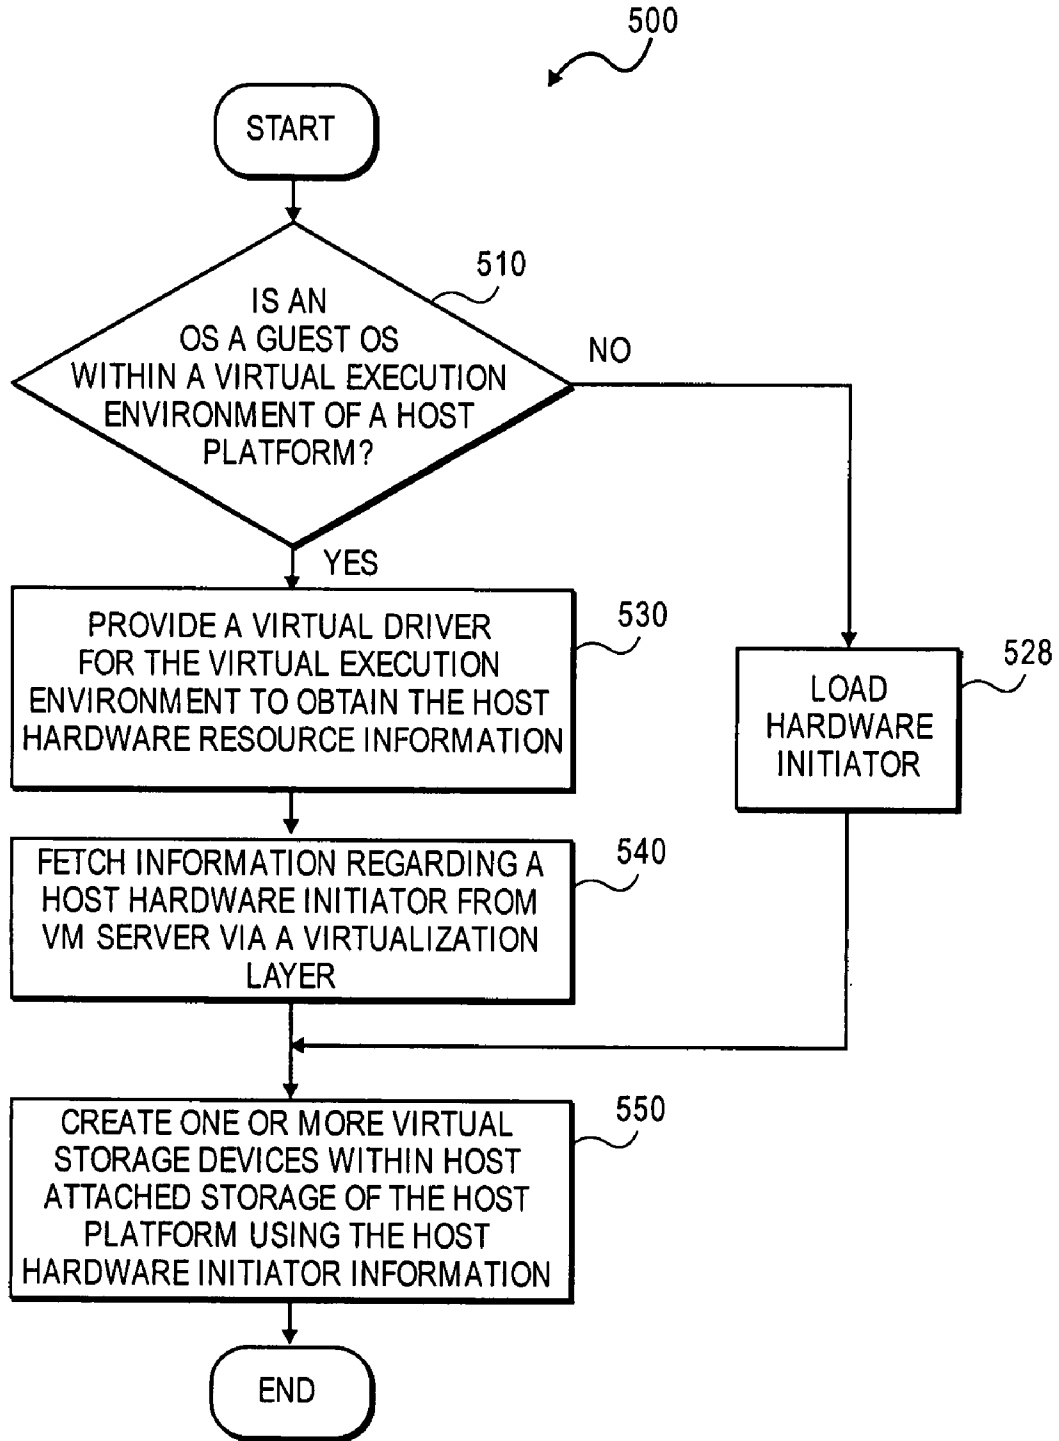 500
START
510
IS AN
OS A GUEST OS
WITHIN A VIRTUAL EXECUTION
ENVIRONMENT OF A HOST
PLATFORM?
NO
YES
PROVIDE A VIRTUAL DRIVER
FOR THE VIRTUAL EXECUTION
ENVIRONMENT TO OBTAIN THE HOST
HARDWARE RESOURCE INFORMATION
530
LOAD
HARDWARE
INITIATOR
528
FETCH INFORMATION REGARDING A
HOST HARDWARE INITIATOR FROM
VM SERVER VIA A VIRTUALIZATION
LAYER
540
CREATE ONE OR MORE VIRTUAL
STORAGE DEVICES WITHIN HOST
ATTACHED STORAGE OF THE HOST
PLATFORM USING THE HOST
HARDWARE INITIATOR INFORMATION
550
END